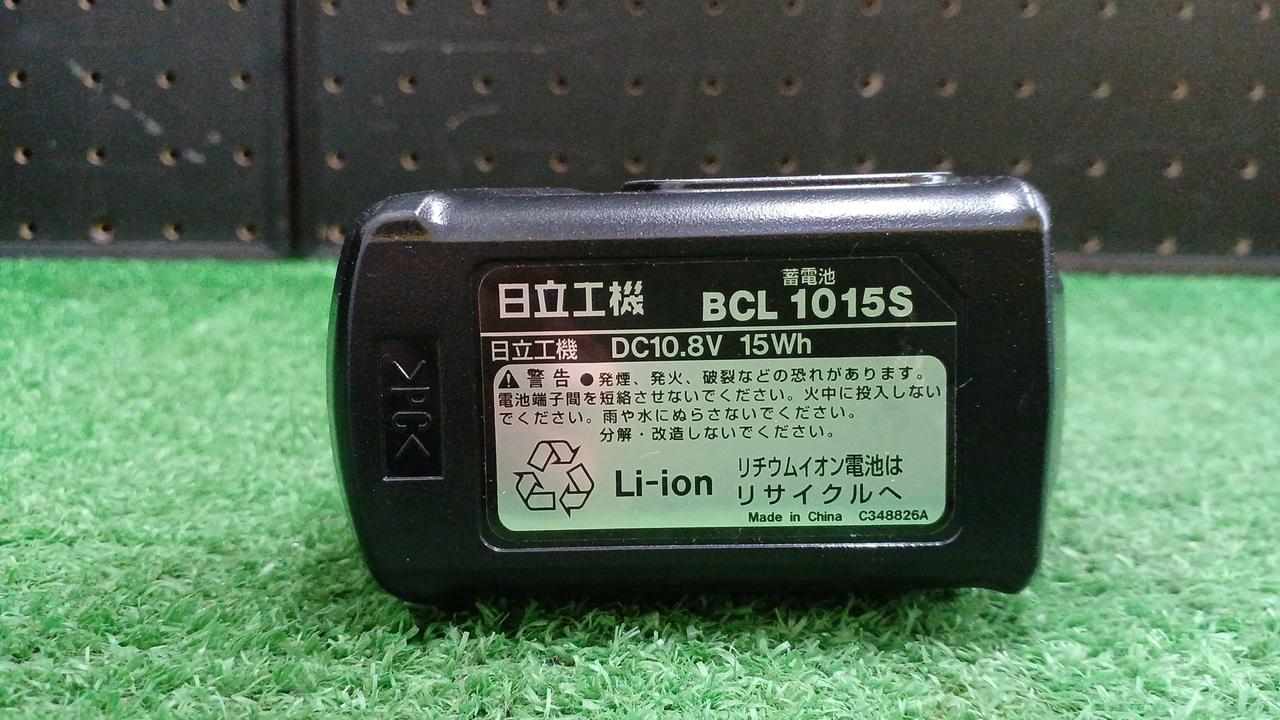 蓄電池
日立工機 BCL 1015S
日立工機 DC10.8V 15Wh
警告 ●発煙、発火、破裂などの恐れがあります。
電池端子間を短絡させないでください。火中に投入しない
でください。雨や水にぬらさないでください。
分解・改造しないでください。
Li-ion リチウムイオン電池は
リサイクルへ
Made in China C348826A
>PC<